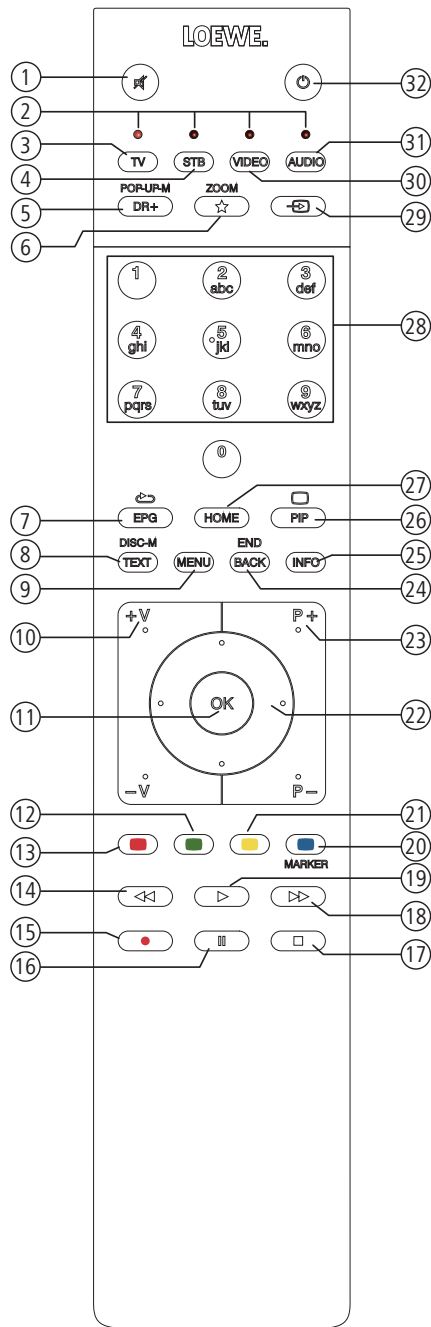 LOEWE.
1
32
2
3 TV STB VIDEO AUDIO 31
4
30
POP-UP-M ZOOM
5 DR+ 29
6
1 2 abc 3 def
28
4 ghi 5 jkl 6 mno
7 pqrs 8 tuv 9 wxyz
0
27
7 EPG HOME PIP 26
DISC-M END
8 TEXT MENU BACK INFO 25
9
24
+V P+
10
23
11 OK 22
−V P−
12
21
13
20
MARKER
14
19
18
15
16
17